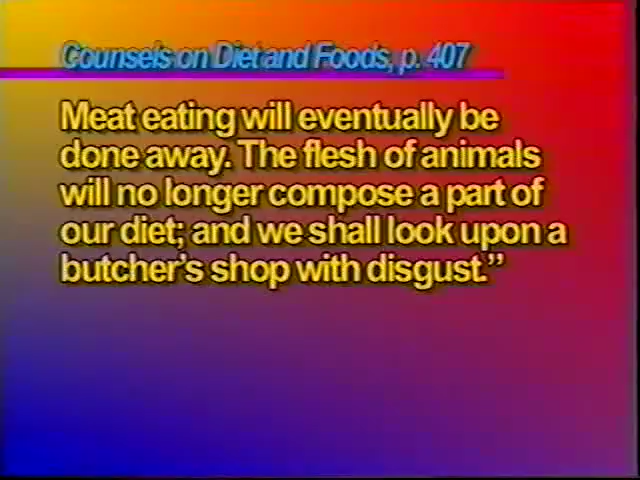 Counsels on Diet and Foods, p. 407
Meat eating will eventually be
done away. The flesh of animals
will no longer compose a part of
our diet; and we shall look upon a
butcher’s shop with disgust.”